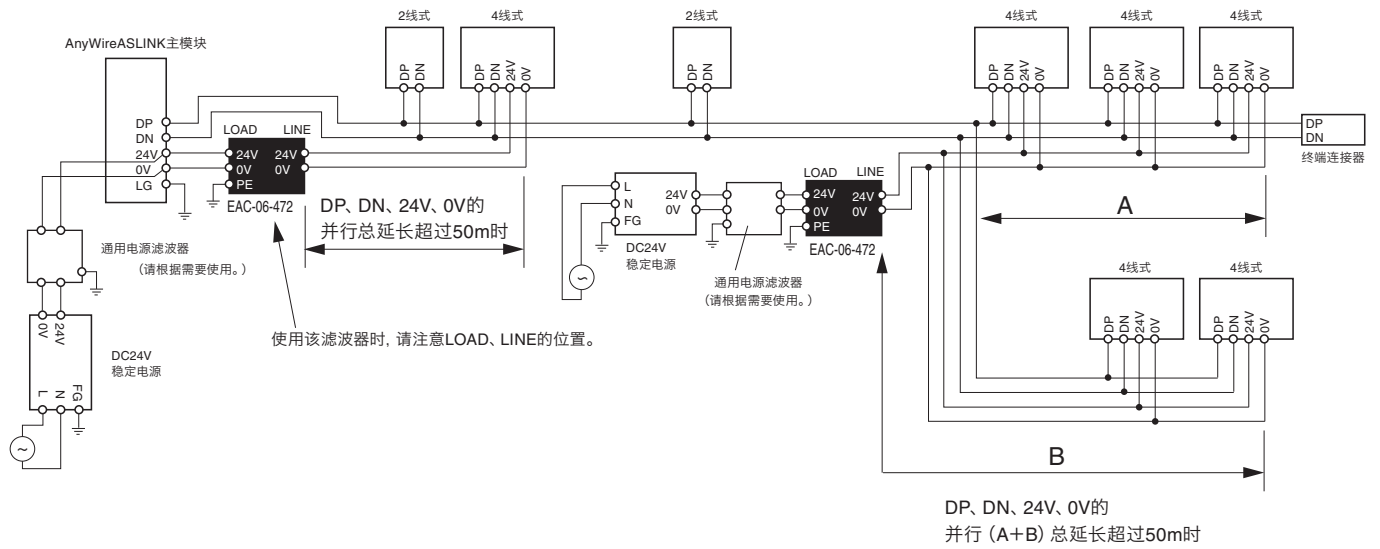 2线式
4线式
2线式
4线式
4线式
4线式
AnyWireASLINK主模块
DP
DN
DP
DN
24V
0V
DP
DN
DP
DN
24V
0V
DP
DN
24V
0V
DP
DN
24V
0V
DP
DN
24V
0V
LG
LOAD
LINE
24V
24V
0V
0V
PE
EAC-06-472
DP、DN、24V、0V的
并行总延长超过50m时
DP
DN
终端连接器
L
N
FG
24V
0V
DC24V
稳定电源
LOAD
LINE
24V
24V
0V
0V
PE
EAC-06-472
A
通用电源滤波器
(请根据需要使用。)
通用电源滤波器
(请根据需要使用。)
4线式
4线式
DP
DN
24V
0V
DP
DN
24V
0V
0V
24V
使用该滤波器时, 请注意LOAD、LINE的位置。
DC24V
稳定电源
L
N
FG
~
~
B
DP、DN、24V、0V的
并行 (A+B) 总延长超过50m时